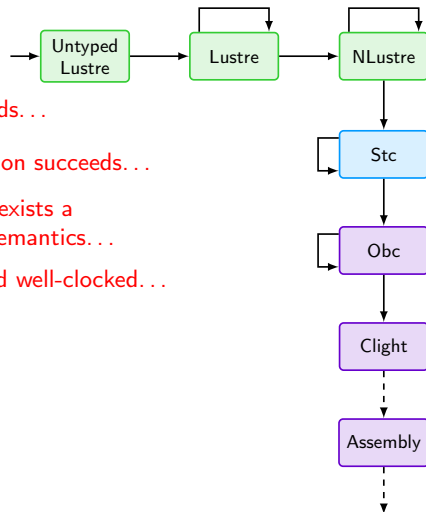 Untyped
Lustre
Lustre
NLustre
ds...
Stc
on succeeds...
exists a
emantics...
Obc
d well-clocked...
Clight
Assembly